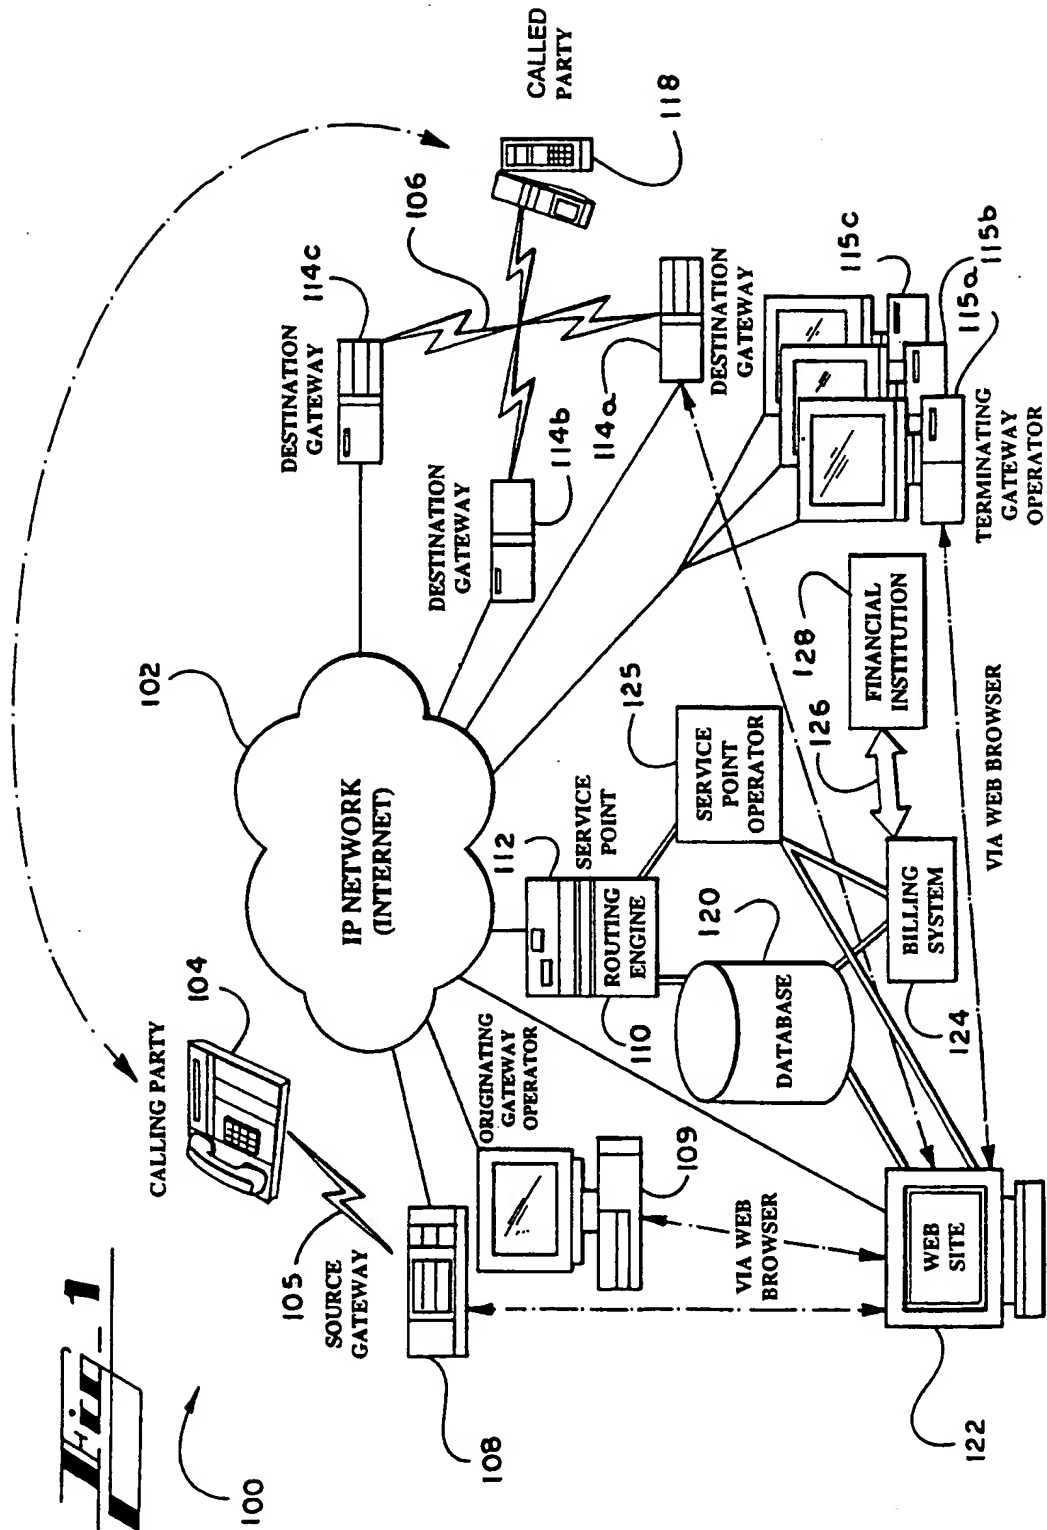 Fig_1
100
CALLING PARTY
104
105
SOURCE
GATEWAY
108
102
IP NETWORK
(INTERNET)
DESTINATION
GATEWAY
114c
106
CALLED
PARTY
118
DESTINATION
GATEWAY
114b
114a
DESTINATION
GATEWAY
ORIGINATING
GATEWAY
OPERATOR
109
112
SERVICE
POINT
ROUTING
ENGINE
110
125
SERVICE
POINT
OPERATOR
120
DATABASE
115c
115b
115a
TERMINATING
GATEWAY
OPERATOR
128
FINANCIAL
INSTITUTION
126
BILLING
SYSTEM
124
VIA WEB
BROWSER
VIA WEB BROWSER
WEB
SITE
122